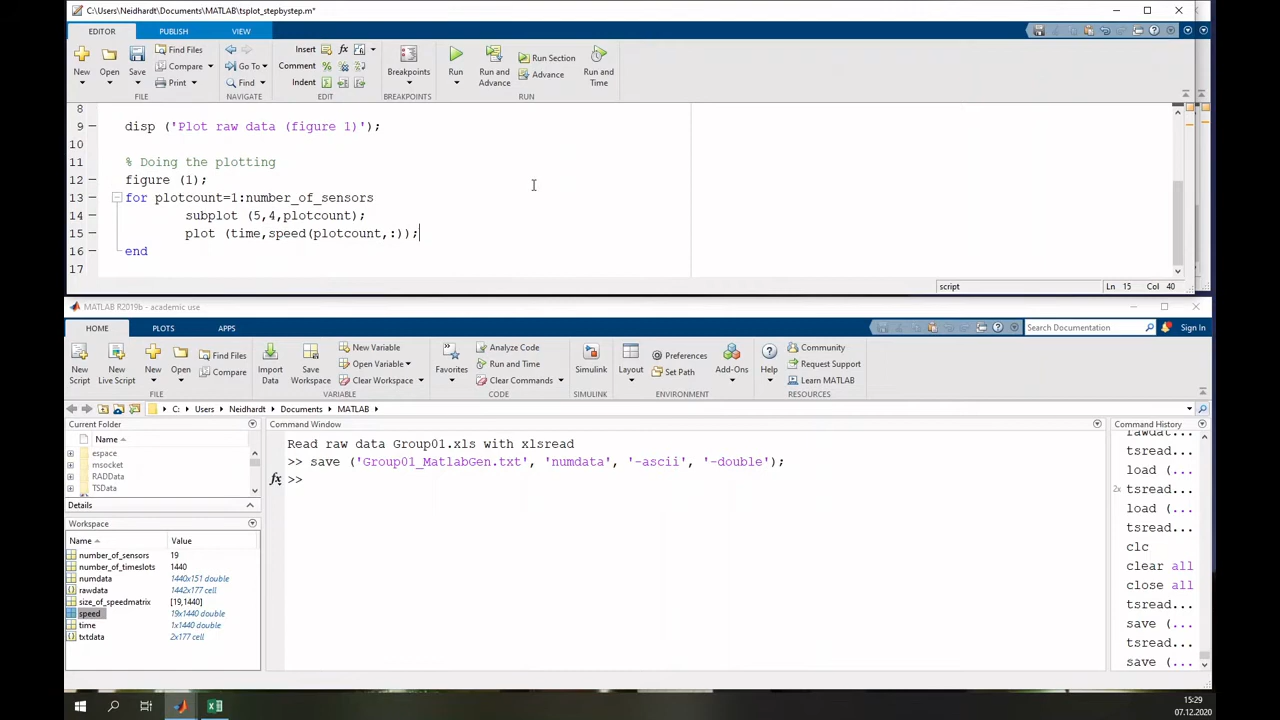 C:\Users\Neidhardt\Documents\MATLAB\tsplot_stepbystep.m*
EDITOR PUBLISH VIEW
New Open Save Find Files Compare Print Go To Find Insert Comment Indent Breakpoints Run Run and Advance Run Section Advance Run and Time
FILE NAVIGATE EDIT BREAKPOINTS RUN
8
9 disp ('Plot raw data (figure 1)');
10
11 % Doing the plotting
12 figure (1);
13 for plotcount=1:number_of_sensors
14 subplot (5,4,plotcount);
15 plot (time,speed(plotcount,:));
16 end
17
script Ln 15 Col 40
MATLAB R2019b - academic use
HOME PLOTS APPS Search Documentation Sign In
New Script New Live Script New Open Find Files Compare Import Data Save Workspace New Variable Open Variable Clear Workspace Favorites Analyze Code Run and Time Clear Commands Simulink Layout Preferences Set Path Add-Ons Help Community Request Support Learn MATLAB
FILE VARIABLE CODE SIMULINK ENVIRONMENT RESOURCES
C: Users Neidhardt Documents MATLAB
Current Folder
Name
espace
msocket
RADData
TSData
Details
Workspace
Name Value
number_of_sensors 19
number_of_timeslots 1440
numdata 1440x151 double
rawdata 1442x177 cell
size_of_speedmatrix [19,1440]
speed 19x1440 double
time 1x1440 double
txtdata 2x177 cell
Command Window
Read raw data Group01.xls with xlsread
>> save ('Group01_MatlabGen.txt', 'numdata', '-ascii', '-double');
fx >>
Command History
rawdat...
tsread...
load (...
2x tsread...
load (...
tsread...
clc
clear all
close all
tsread...
save (...
tsread...
save (...
15:29
07.12.2020